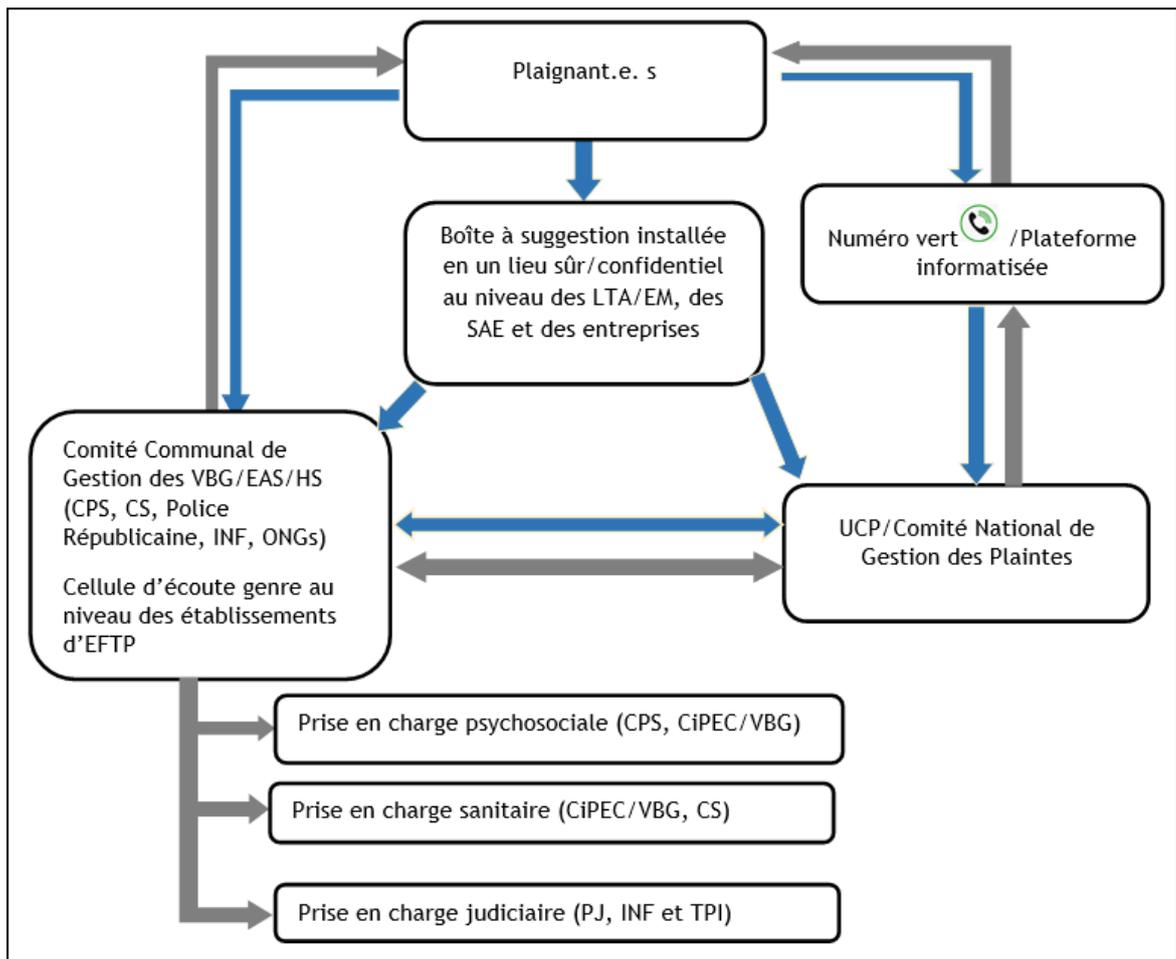 Plaignant.e. s
Boîte à suggestion installée
en un lieu sûr/confidentiel
au niveau des LTA/EM, des
SAE et des entreprises
Numéro vert /Plateforme
informatisée
Comité Communal de
Gestion des VBG/EAS/HS
(CPS, CS, Police
Républicaine, INF, ONGs)
Cellule d’écoute genre au
niveau des établissements
d’EFTP
UCP/Comité National de
Gestion des Plaintes
Prise en charge psychosociale (CPS, CiPEC/VBG)
Prise en charge sanitaire (CiPEC/VBG, CS)
Prise en charge judiciaire (PJ, INF et TPI)